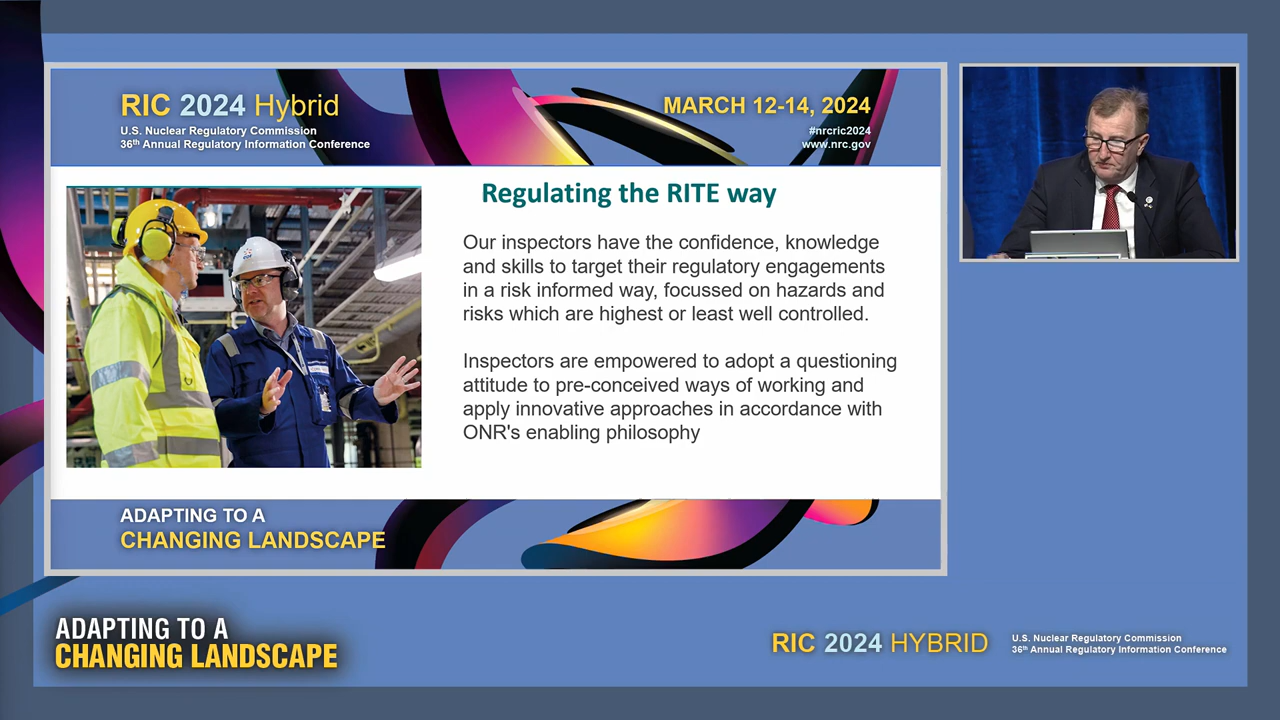 RIC 2024 Hybrid
U.S. Nuclear Regulatory Commission
36th Annual Regulatory Information Conference
MARCH 12-14, 2024
#nrcric2024
www.nrc.gov
Regulating the RITE way
Our inspectors have the confidence, knowledge
and skills to target their regulatory engagements
in a risk informed way, focussed on hazards and
risks which are highest or least well controlled.
Inspectors are empowered to adopt a questioning
attitude to pre-conceived ways of working and
apply innovative approaches in accordance with
ONR's enabling philosophy
ADAPTING TO A
CHANGING LANDSCAPE
ADAPTING TO A
CHANGING LANDSCAPE
RIC 2024 HYBRID
U.S. Nuclear Regulatory Commission
36th Annual Regulatory Information Conference